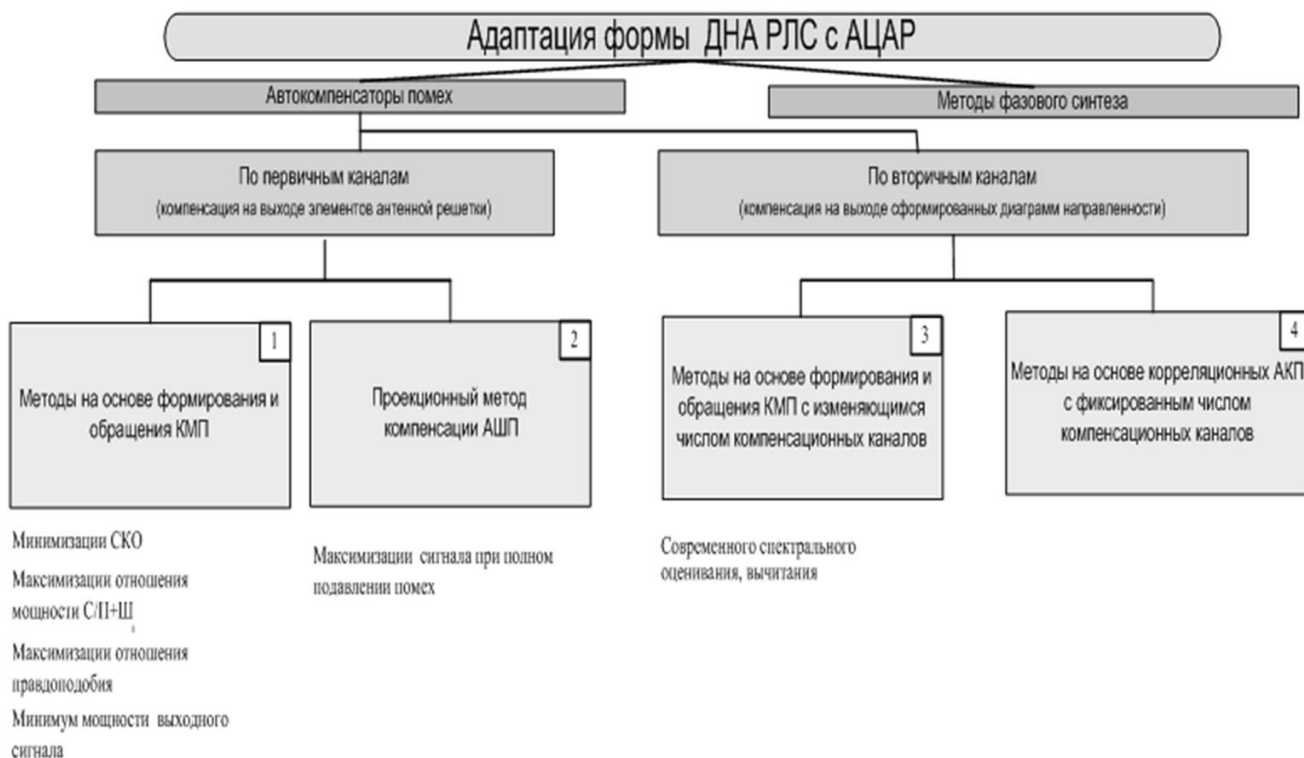 Адаптация формы ДНА РЛС с АЦАР
Автокомпенсаторы помех
Методы фазового синтеза
По первичным каналам
(компенсация на выходе элементов антенной решетки)
По вторичным каналам
(компенсация на выходе сформированных диаграмм направленности)
1
Методы на основе формирования и
обращения КМП
2
Проекционный метод
компенсации АШП
3
Методы на основе формирования и
обращения КМП с изменяющимся
числом компенсационных каналов
4
Методы на основе корреляционных АКП
с фиксированным числом
компенсационных каналов
Минимизации СКО
Максимизации отношения
мощности С/П+Ш
Максимизации отношения
правдоподобия
Минимум мощности выходного
сигнала
Максимизации сигнала при полном
подавлении помех
Современного спектрального
оценивания, вычитания